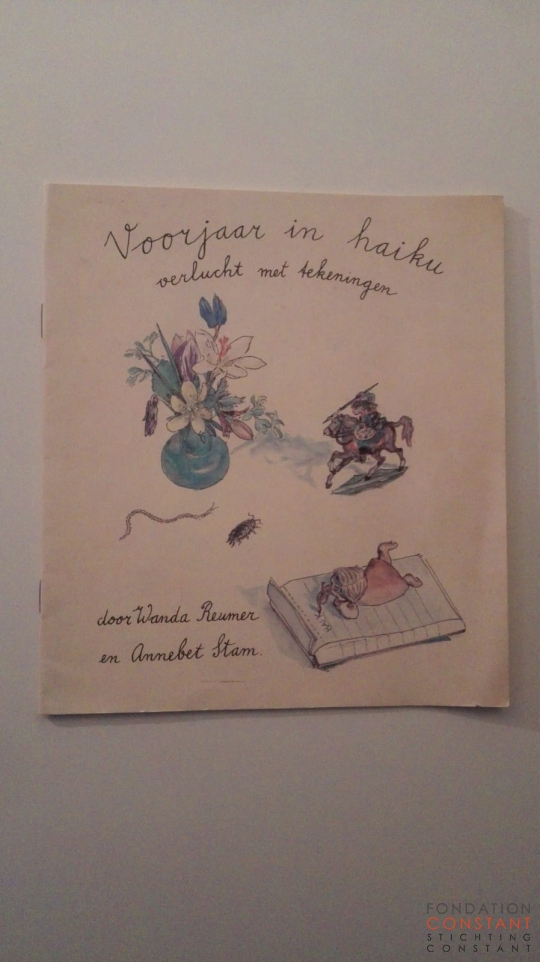 Voorjaar in haiku
verlucht met tekeningen
door Wanda Reumer
en Annebet Stam.
FONDATION
CONSTANT
STICHTING
CONSTANT